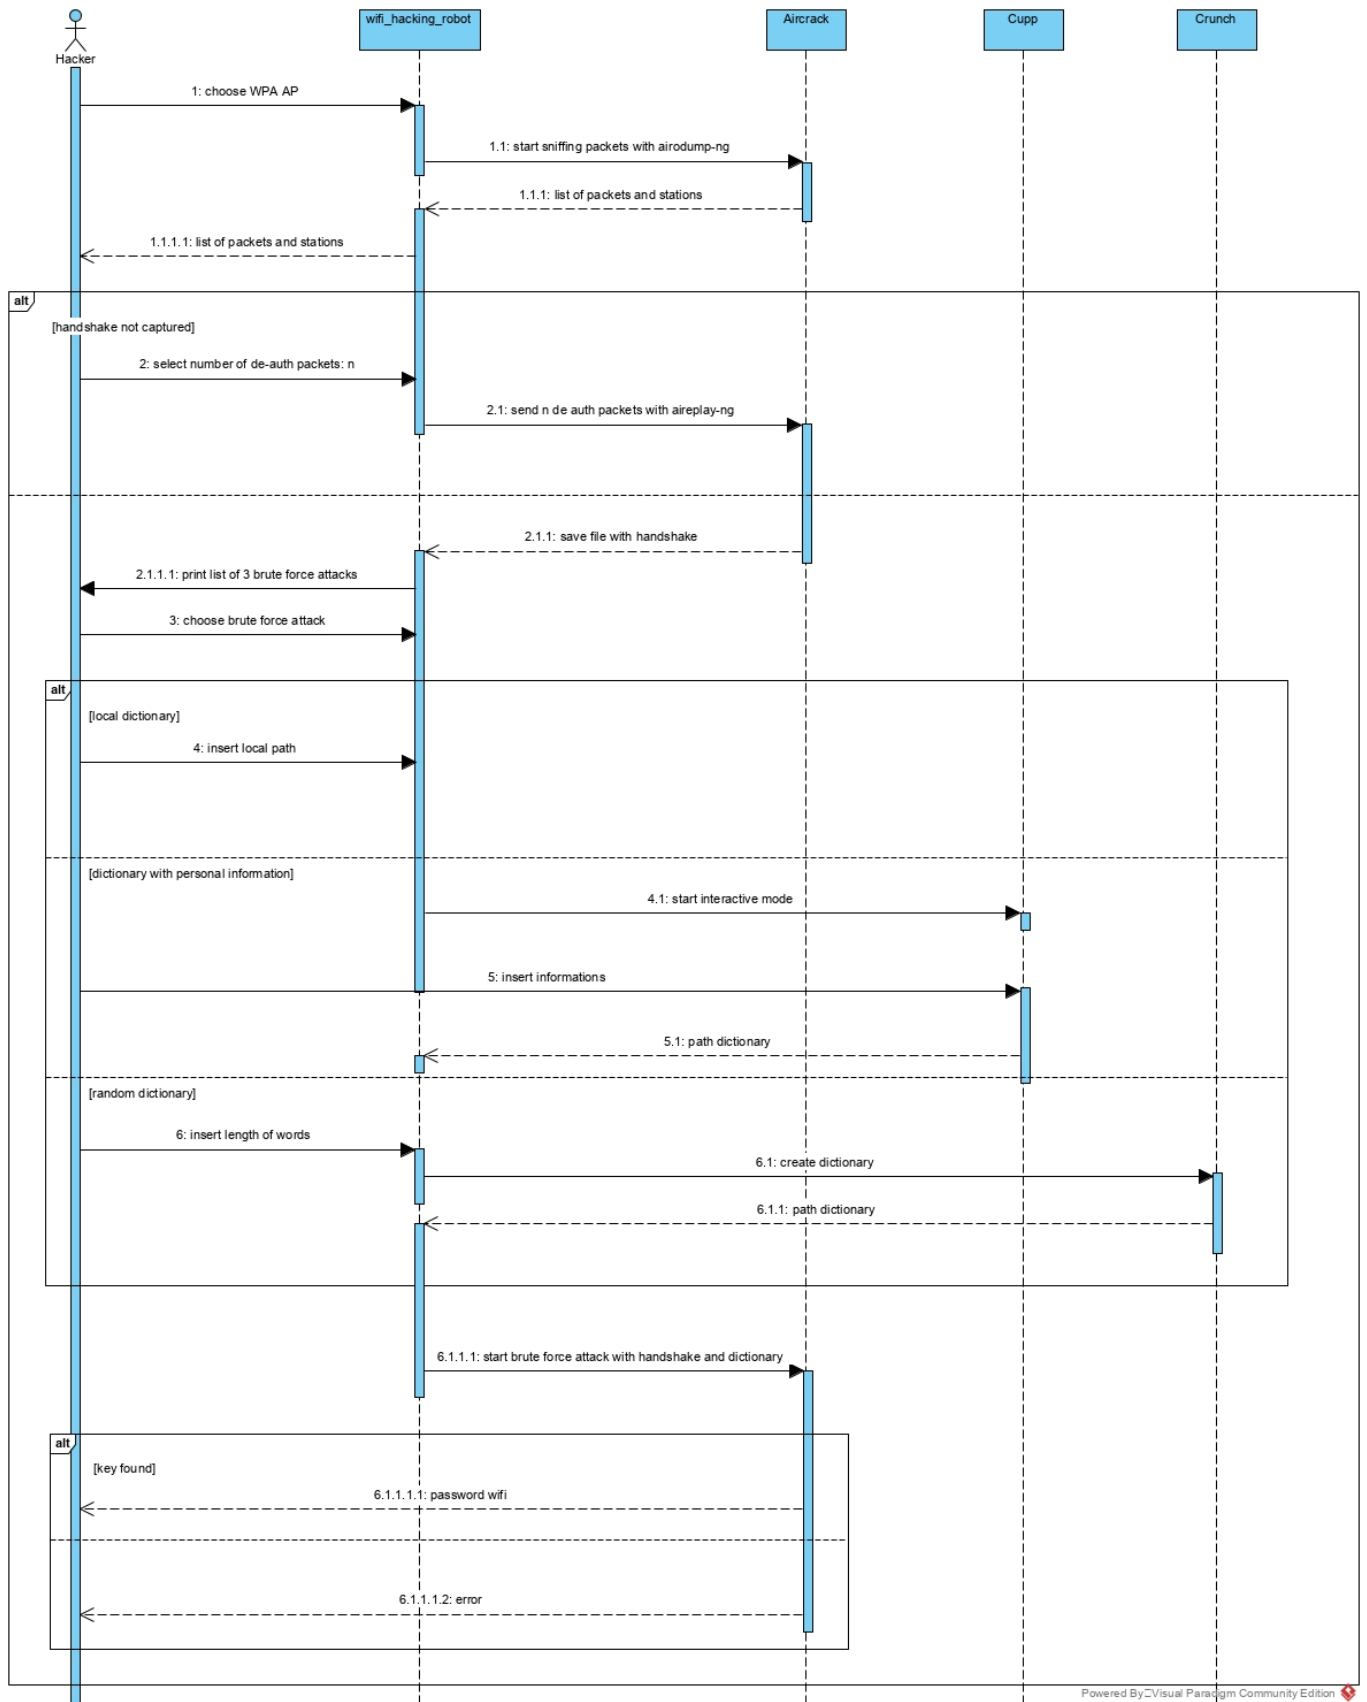 wifi_hacking_robot
Aircrack
Cupp
Crunch
Hacker
1: choose WPA AP
1.1: start sniffing packets with airodump-ng
1.1.1: list of packets and stations
1.1.1.1: list of packets and stations
alt
[handshake not captured]
2: select number of de-auth packets: n
2.1: send n de auth packets with aireplay-ng
2.1.1: save file with handshake
2.1.1.1: print list of 3 brute force attacks
3: choose brute force attack
alt
[local dictionary]
4: insert local path
[dictionary with personal information]
4.1: start interactive mode
5: insert informations
5.1: path dictionary
[random dictionary]
6: insert length of words
6.1: create dictionary
6.1.1: path dictionary
6.1.1.1: start brute force attack with handshake and dictionary
alt
[key found]
6.1.1.1.1: password wifi
6.1.1.1.2: error
Powered By Visual Paradigm Community Edition